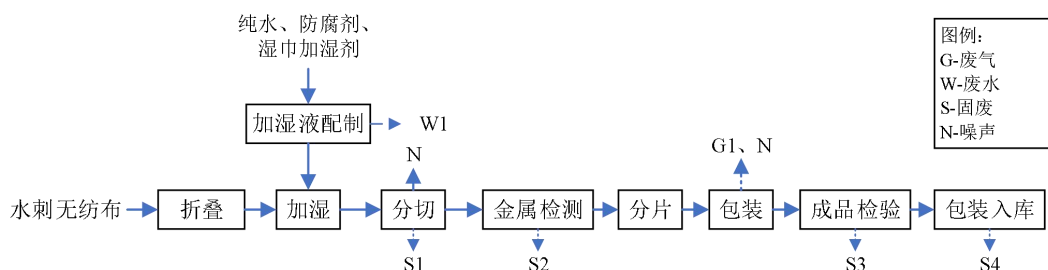 纯水、防腐剂、
湿巾加湿剂
图例：
G-废气
W-废水
S-固废
N-噪声
加湿液配制
W1
N
G1、N
水刺无纺布
折叠
加湿
分切
金属检测
分片
包装
成品检验
包装入库
S1
S2
S3
S4